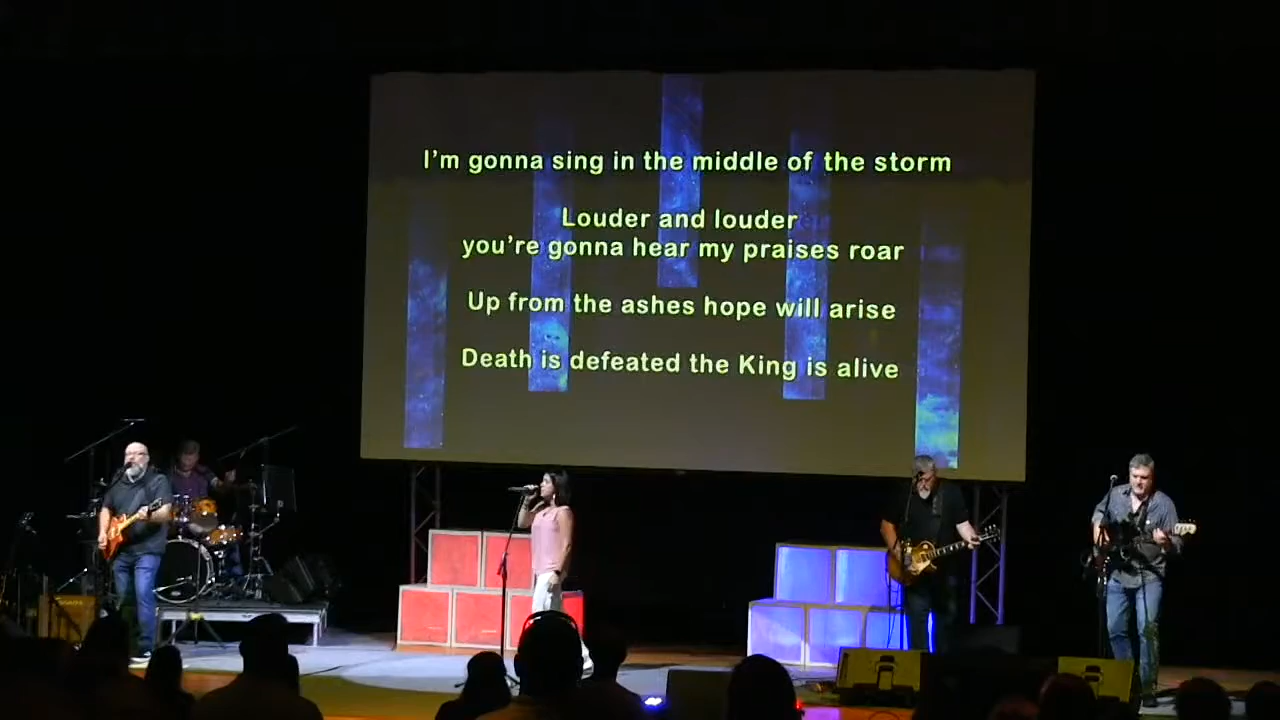 I'm gonna sing in the middle of the storm
Louder and louder
you're gonna hear my praises roar
Up from the ashes hope will arise
Death is defeated the King is alive